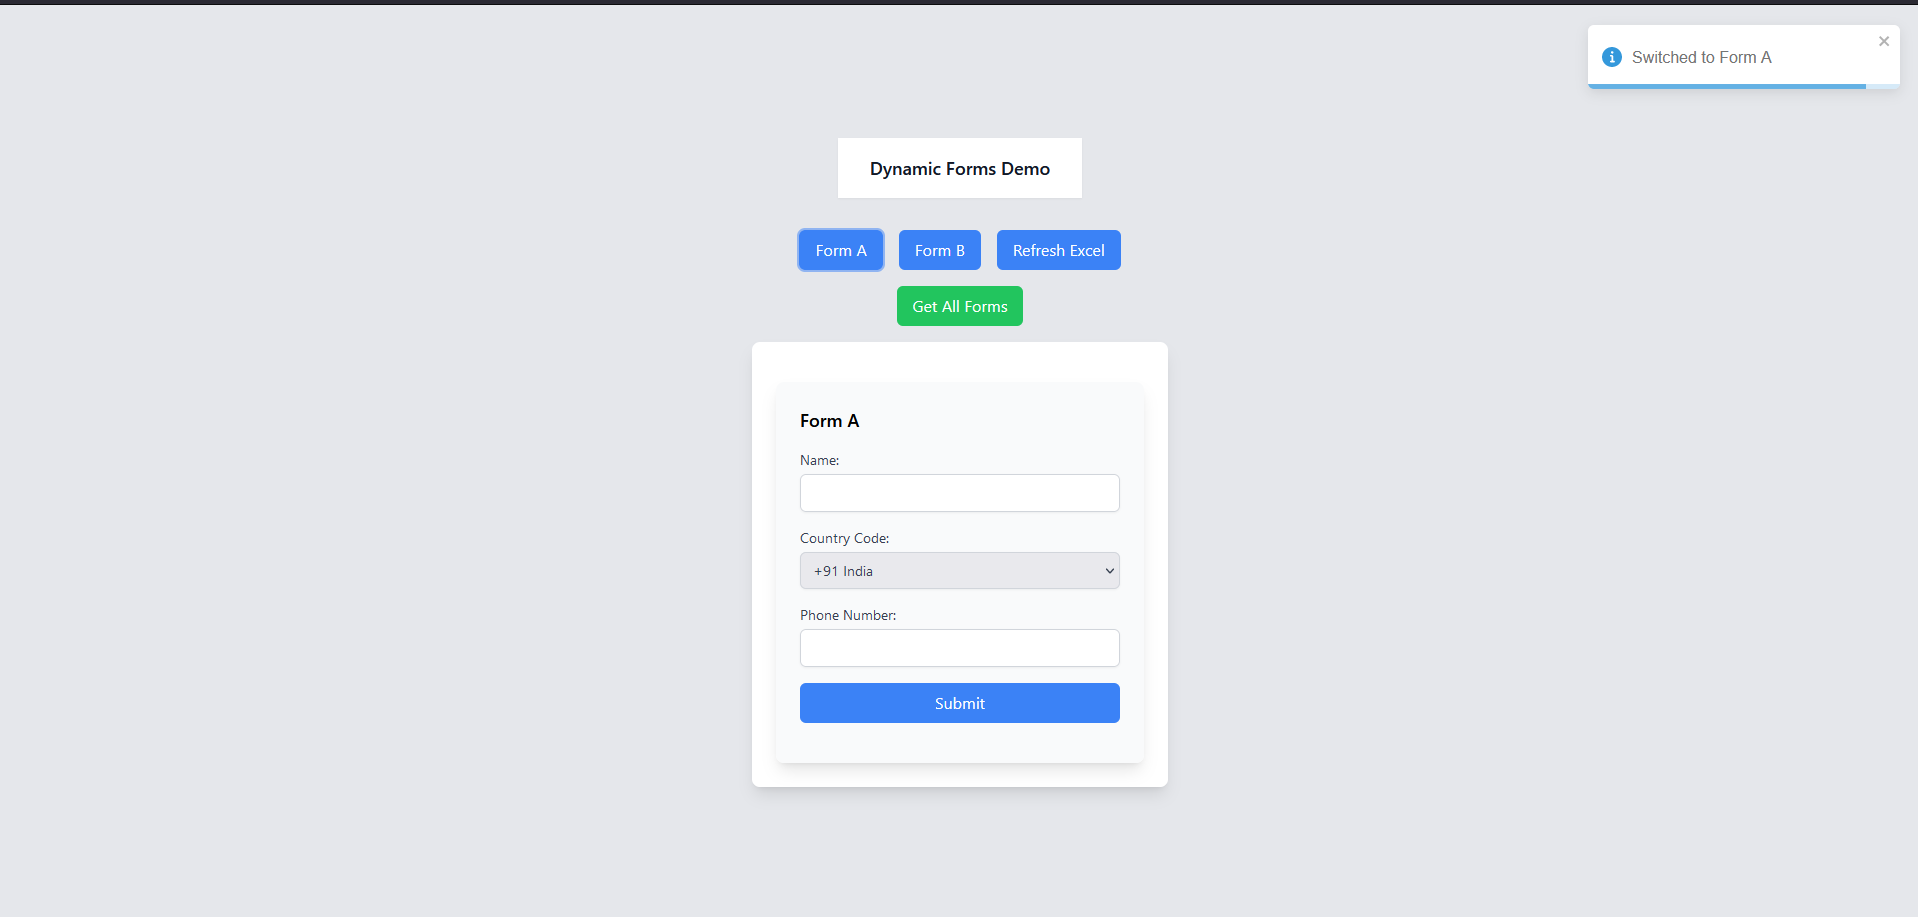 Switched to Form A
Dynamic Forms Demo
Form A
Form B
Refresh Excel
Get All Forms
Form A
Name:
Country Code:
+91 India
Phone Number:
Submit